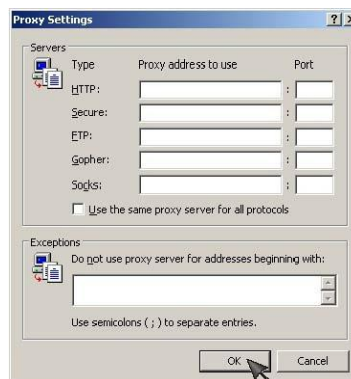 Proxy Settings
Servers
Type Proxy address to use Port
HTTP: :
Secure: :
FTP: :
Gopher: :
Socks: :
Use the same proxy server for all protocols
Exceptions
Do not use proxy server for addresses beginning with:
Use semicolons ( ; ) to separate entries.
OK Cancel